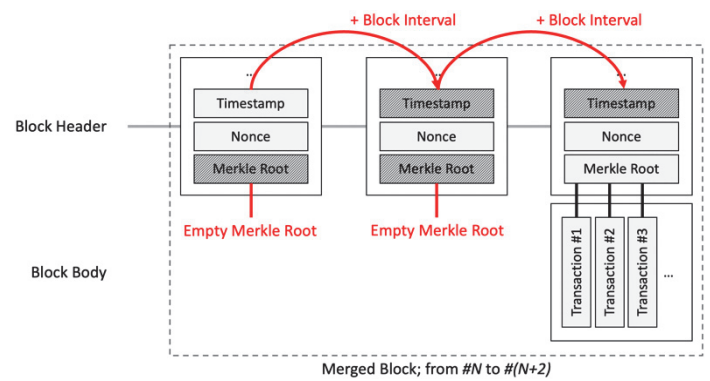 + Block Interval + Block Interval
... ... ...
Timestamp Timestamp Timestamp
Block Header Nonce Nonce Nonce
Merkle Root Merkle Root Merkle Root
Empty Merkle Root Empty Merkle Root
Block Body Transaction #1 Transaction #2 Transaction #3 ...
Merged Block; from #N to #(N+2)